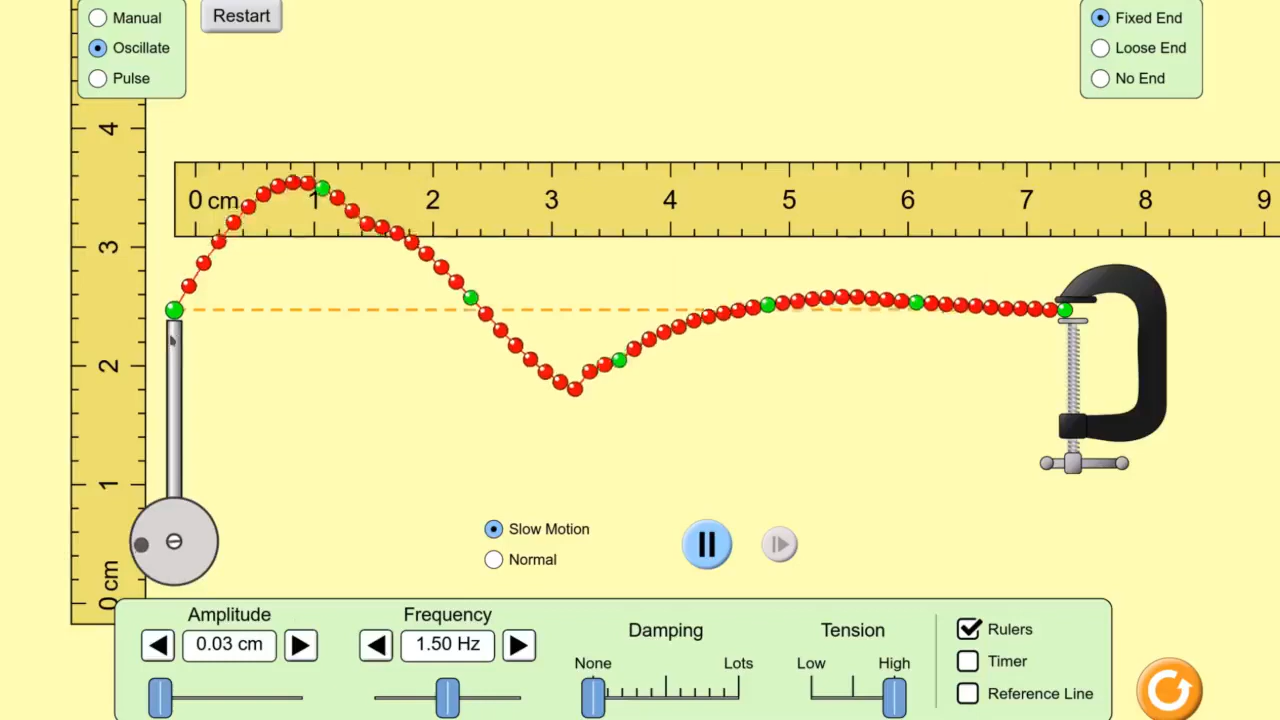 Manual
Oscillate
Pulse
Restart
Fixed End
Loose End
No End
4
3
2
1
0 cm
0 cm 1 2 3 4 5 6 7 8 9
Slow Motion
Normal
Amplitude
0.03 cm
Frequency
1.50 Hz
Damping
None Lots
Tension
Low High
Rulers
Timer
Reference Line